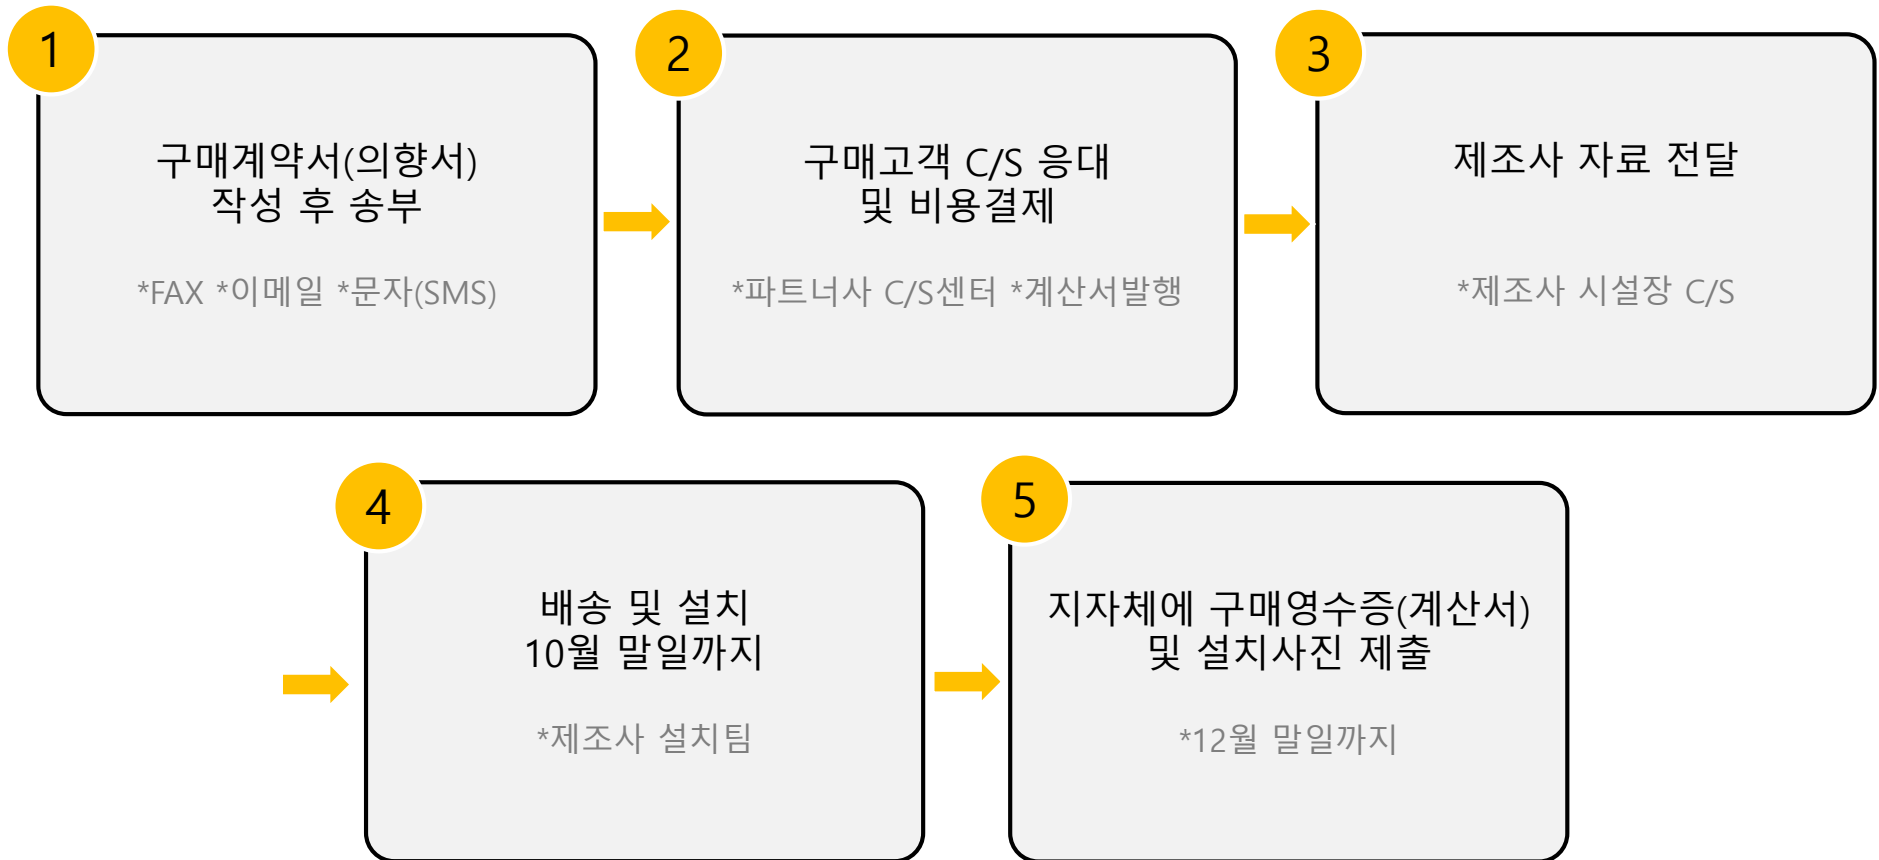 1
구매계약서(의향서)
작성 후 송부
*FAX *이메일 *문자(SMS)
2
구매고객 C/S 응대
및 비용결제
*파트너사 C/S센터 *계산서발행
3
제조사 자료 전달
*제조사 시설장 C/S
4
배송 및 설치
10월 말일까지
*제조사 설치팀
5
지자체에 구매영수증(계산서)
및 설치사진 제출
*12월 말일까지